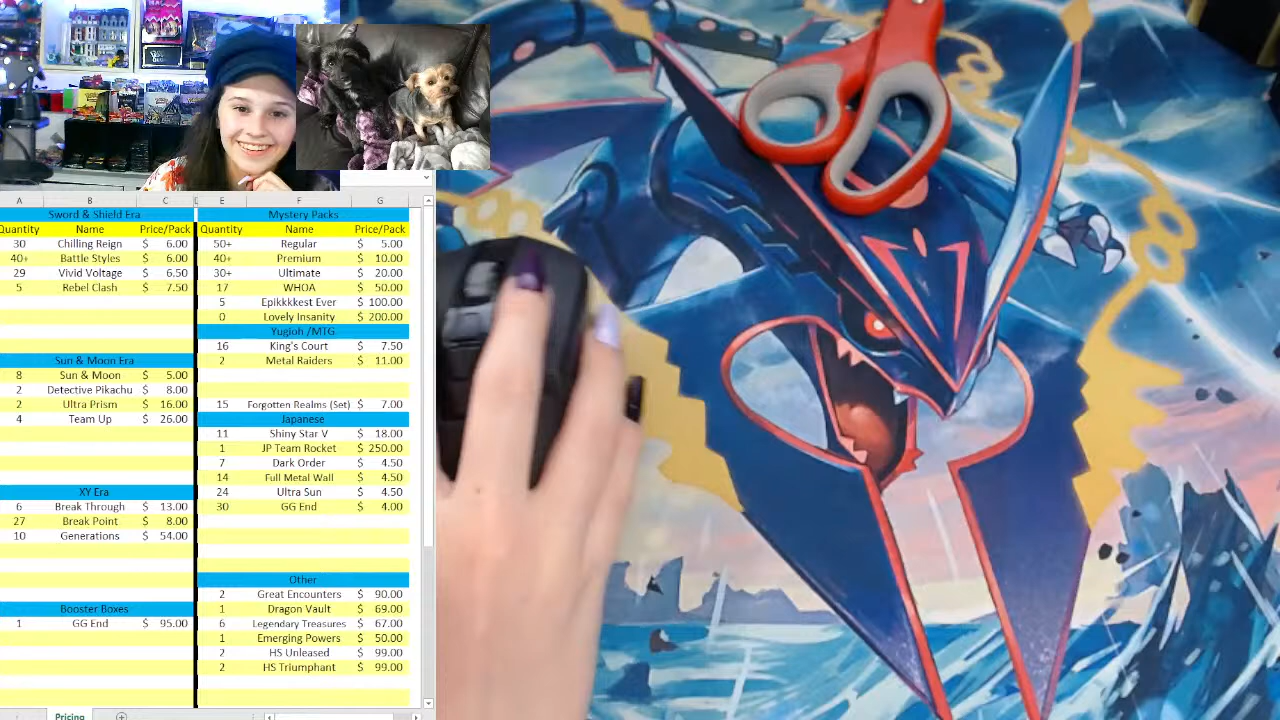 A B C E F G
Sword & Shield Era Mystery Packs
Quantity Name Price/Pack Quantity Name Price/Pack
30 Chilling Reign $ 6.00 50+ Regular $ 5.00
40+ Battle Styles $ 6.00 40+ Premium $ 10.00
29 Vivid Voltage $ 6.50 30+ Ultimate $ 20.00
5 Rebel Clash $ 7.50 17 WHOA $ 50.00
5 Epikkkkest Ever $ 100.00
0 Lovely Insanity $ 200.00
Yugioh /MTG
16 King's Court $ 7.50
Sun & Moon Era 2 Metal Raiders $ 11.00
8 Sun & Moon $ 5.00
2 Detective Pikachu $ 8.00
2 Ultra Prism $ 16.00 15 Forgotten Realms (Set) $ 7.00
4 Team Up $ 26.00 Japanese
11 Shiny Star V $ 18.00
1 JP Team Rocket $ 250.00
7 Dark Order $ 4.50
14 Full Metal Wall $ 4.50
XY Era 24 Ultra Sun $ 4.50
6 Break Through $ 13.00 30 GG End $ 4.00
27 Break Point $ 8.00
10 Generations $ 54.00
Other
2 Great Encounters $ 90.00
Booster Boxes 1 Dragon Vault $ 69.00
1 GG End $ 95.00 6 Legendary Treasures $ 67.00
1 Emerging Powers $ 50.00
2 HS Unleased $ 99.00
2 HS Triumphant $ 99.00
Pricing